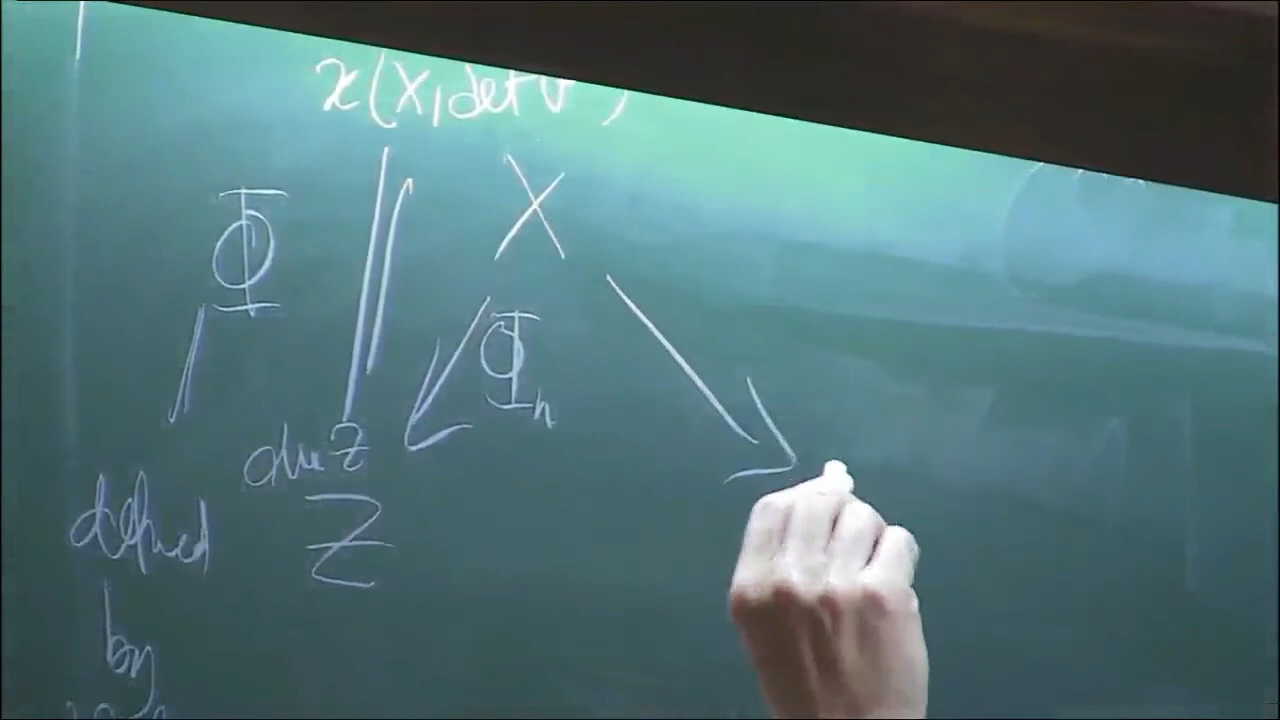 x(X, det V )
Φ X
Φn
dim Z
defined Z
by